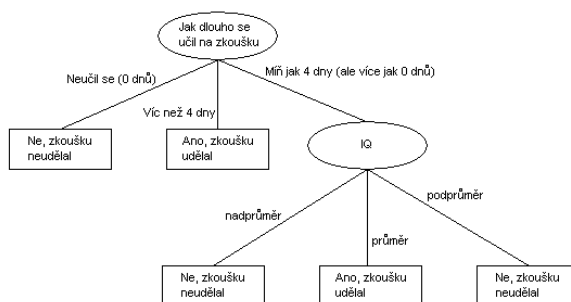 Jak dlouho se
učil na zkoušku
Neučil se (0 dnů)
Míň jak 4 dny (ale více jak 0 dnů)
Víc než 4 dny
Ne, zkoušku
neudělal
Ano, zkoušku
udělal
IQ
nadprůměr
průměr
podprůměr
Ne, zkoušku
neudělal
Ano, zkoušku
udělal
Ne, zkoušku
neudělal